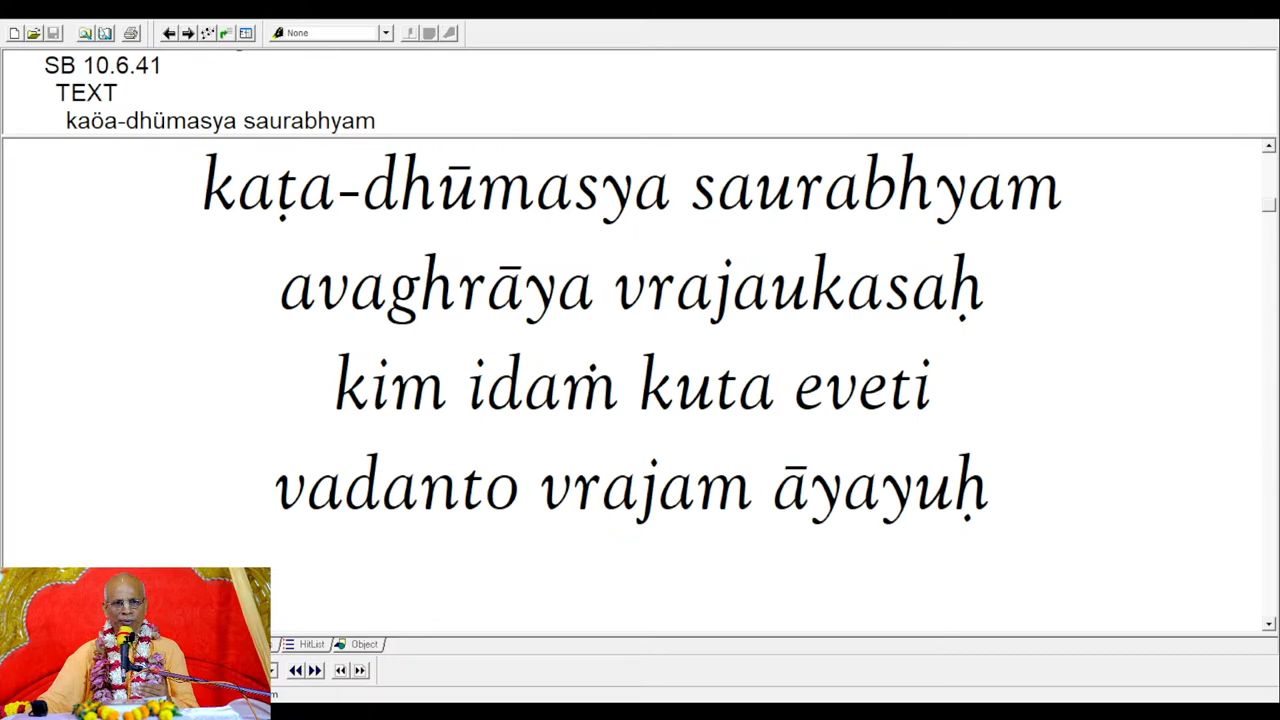 None
SB 10.6.41
TEXT
kaöa-dhümasya saurabhyam
kaṭa-dhūmasya saurabhyam
avaghrāya vrajaukasaḥ
kim idaṁ kuta eveti
vadanto vrajam āyayuḥ
HitList
Object